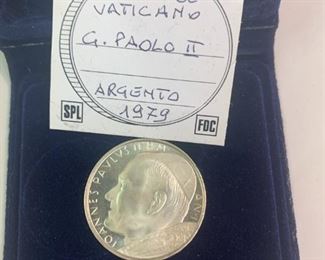 VATICANO
G. PAOLO II
ARGENTO
1979
SPL FDC
IOANNES PAVLVS II P.M.